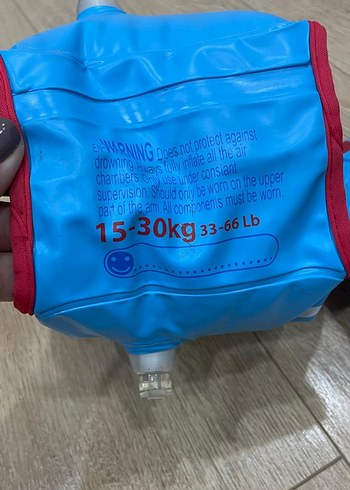 WARNING Does not protect against
drowning. Always fully inflate all the air
chambers. Only use under constant
supervision. Should only be worn on the upper
part of the arm. All components must be worn.
15-30kg 33-66 Lb